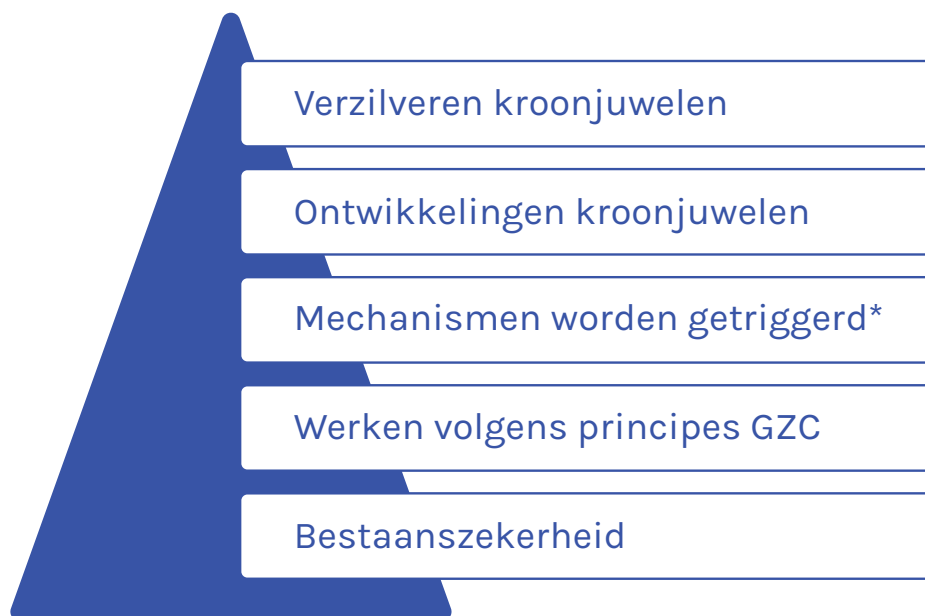 Verzilveren kroonjuwelen
Ontwikkelingen kroonjuwelen
Mechanismen worden getriggerd*
Werken volgens principes GZC
Bestaanszekerheid